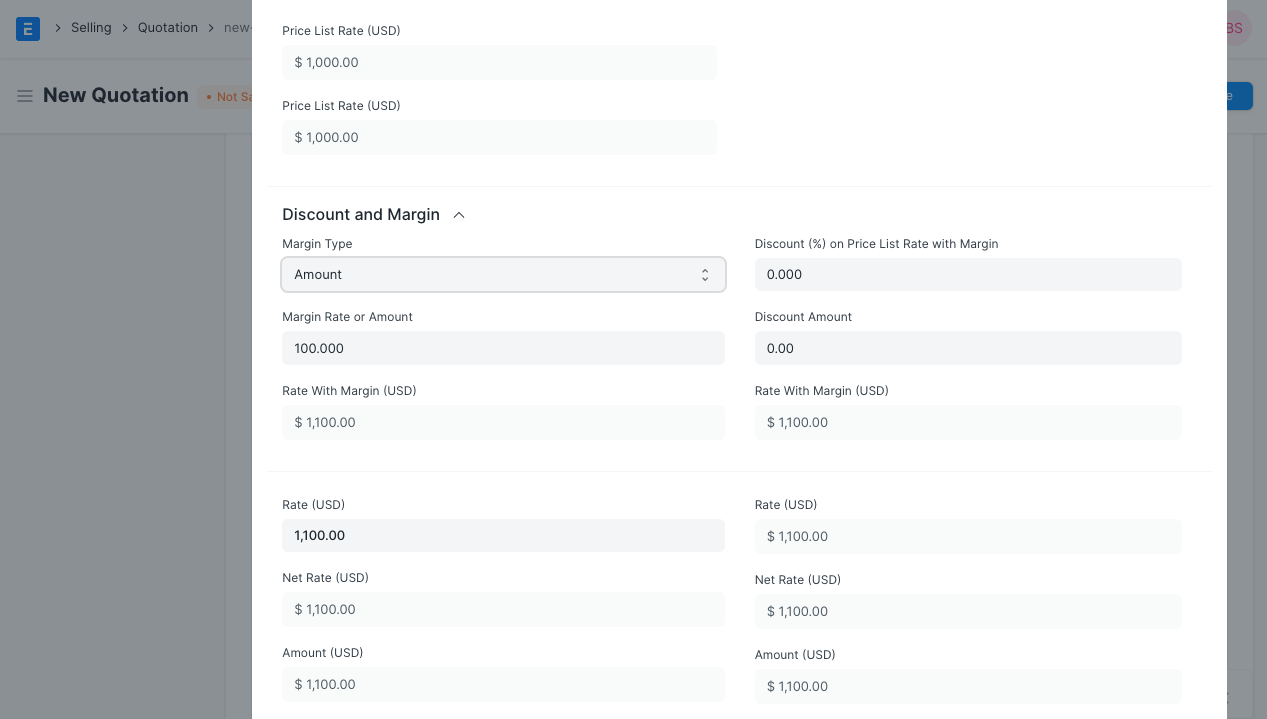 E > Selling > Quotation > new-
BS
New Quotation
• Not Sa
e
Price List Rate (USD)
$ 1,000.00
Price List Rate (USD)
$ 1,000.00
Discount and Margin
Margin Type
Amount
Discount (%) on Price List Rate with Margin
0.000
Margin Rate or Amount
100.000
Discount Amount
0.00
Rate With Margin (USD)
$ 1,100.00
Rate With Margin (USD)
$ 1,100.00
Rate (USD)
1,100.00
Rate (USD)
$ 1,100.00
Net Rate (USD)
$ 1,100.00
Net Rate (USD)
$ 1,100.00
Amount (USD)
$ 1,100.00
Amount (USD)
$ 1,100.00